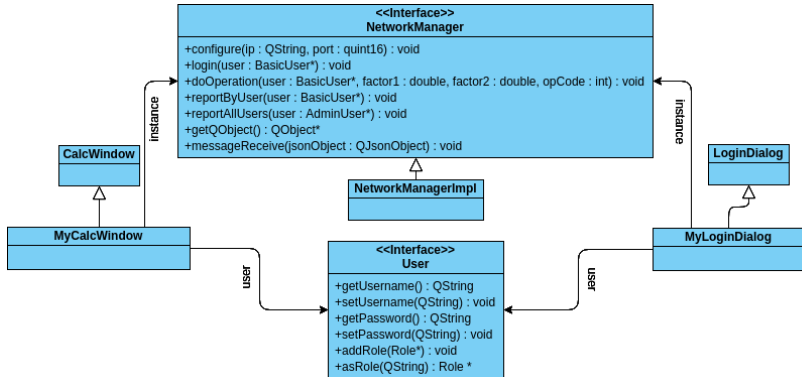 <<Interface>>
NetworkManager
+configure(ip : QString, port : quint16) : void
+login(user : BasicUser*) : void
+doOperation(user : BasicUser*, factor1 : double, factor2 : double, opCode : int) : void
+reportByUser(user : BasicUser*) : void
+reportAllUsers(user : AdminUser*) : void
+getQObject() : QObject*
+messageReceive(jsonObject : QJsonObject) : void
instance
instance
CalcWindow
LoginDialog
NetworkManagerImpl
MyCalcWindow
MyLoginDialog
user
user
<<Interface>>
User
+getUsername() : QString
+setUsername(QString) : void
+getPassword() : QString
+setPassword(QString) : void
+addRole(Role*) : void
+asRole(QString) : Role *